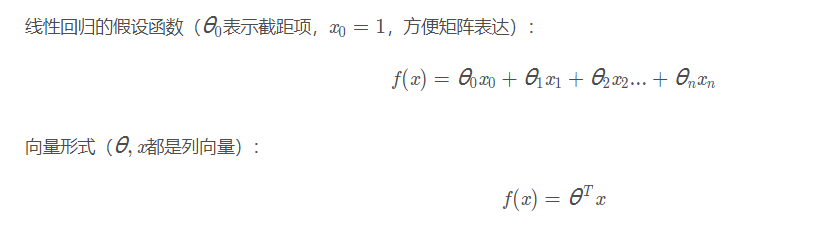 线性回归的假设函数（θ₀表示截距项，x₀ = 1，方便矩阵表达）：
f(x) = θ₀x₀ + θ₁x₁ + θ₂x₂... + θₙxₙ
向量形式（θ, x都是列向量）：
f(x) = θᵀx